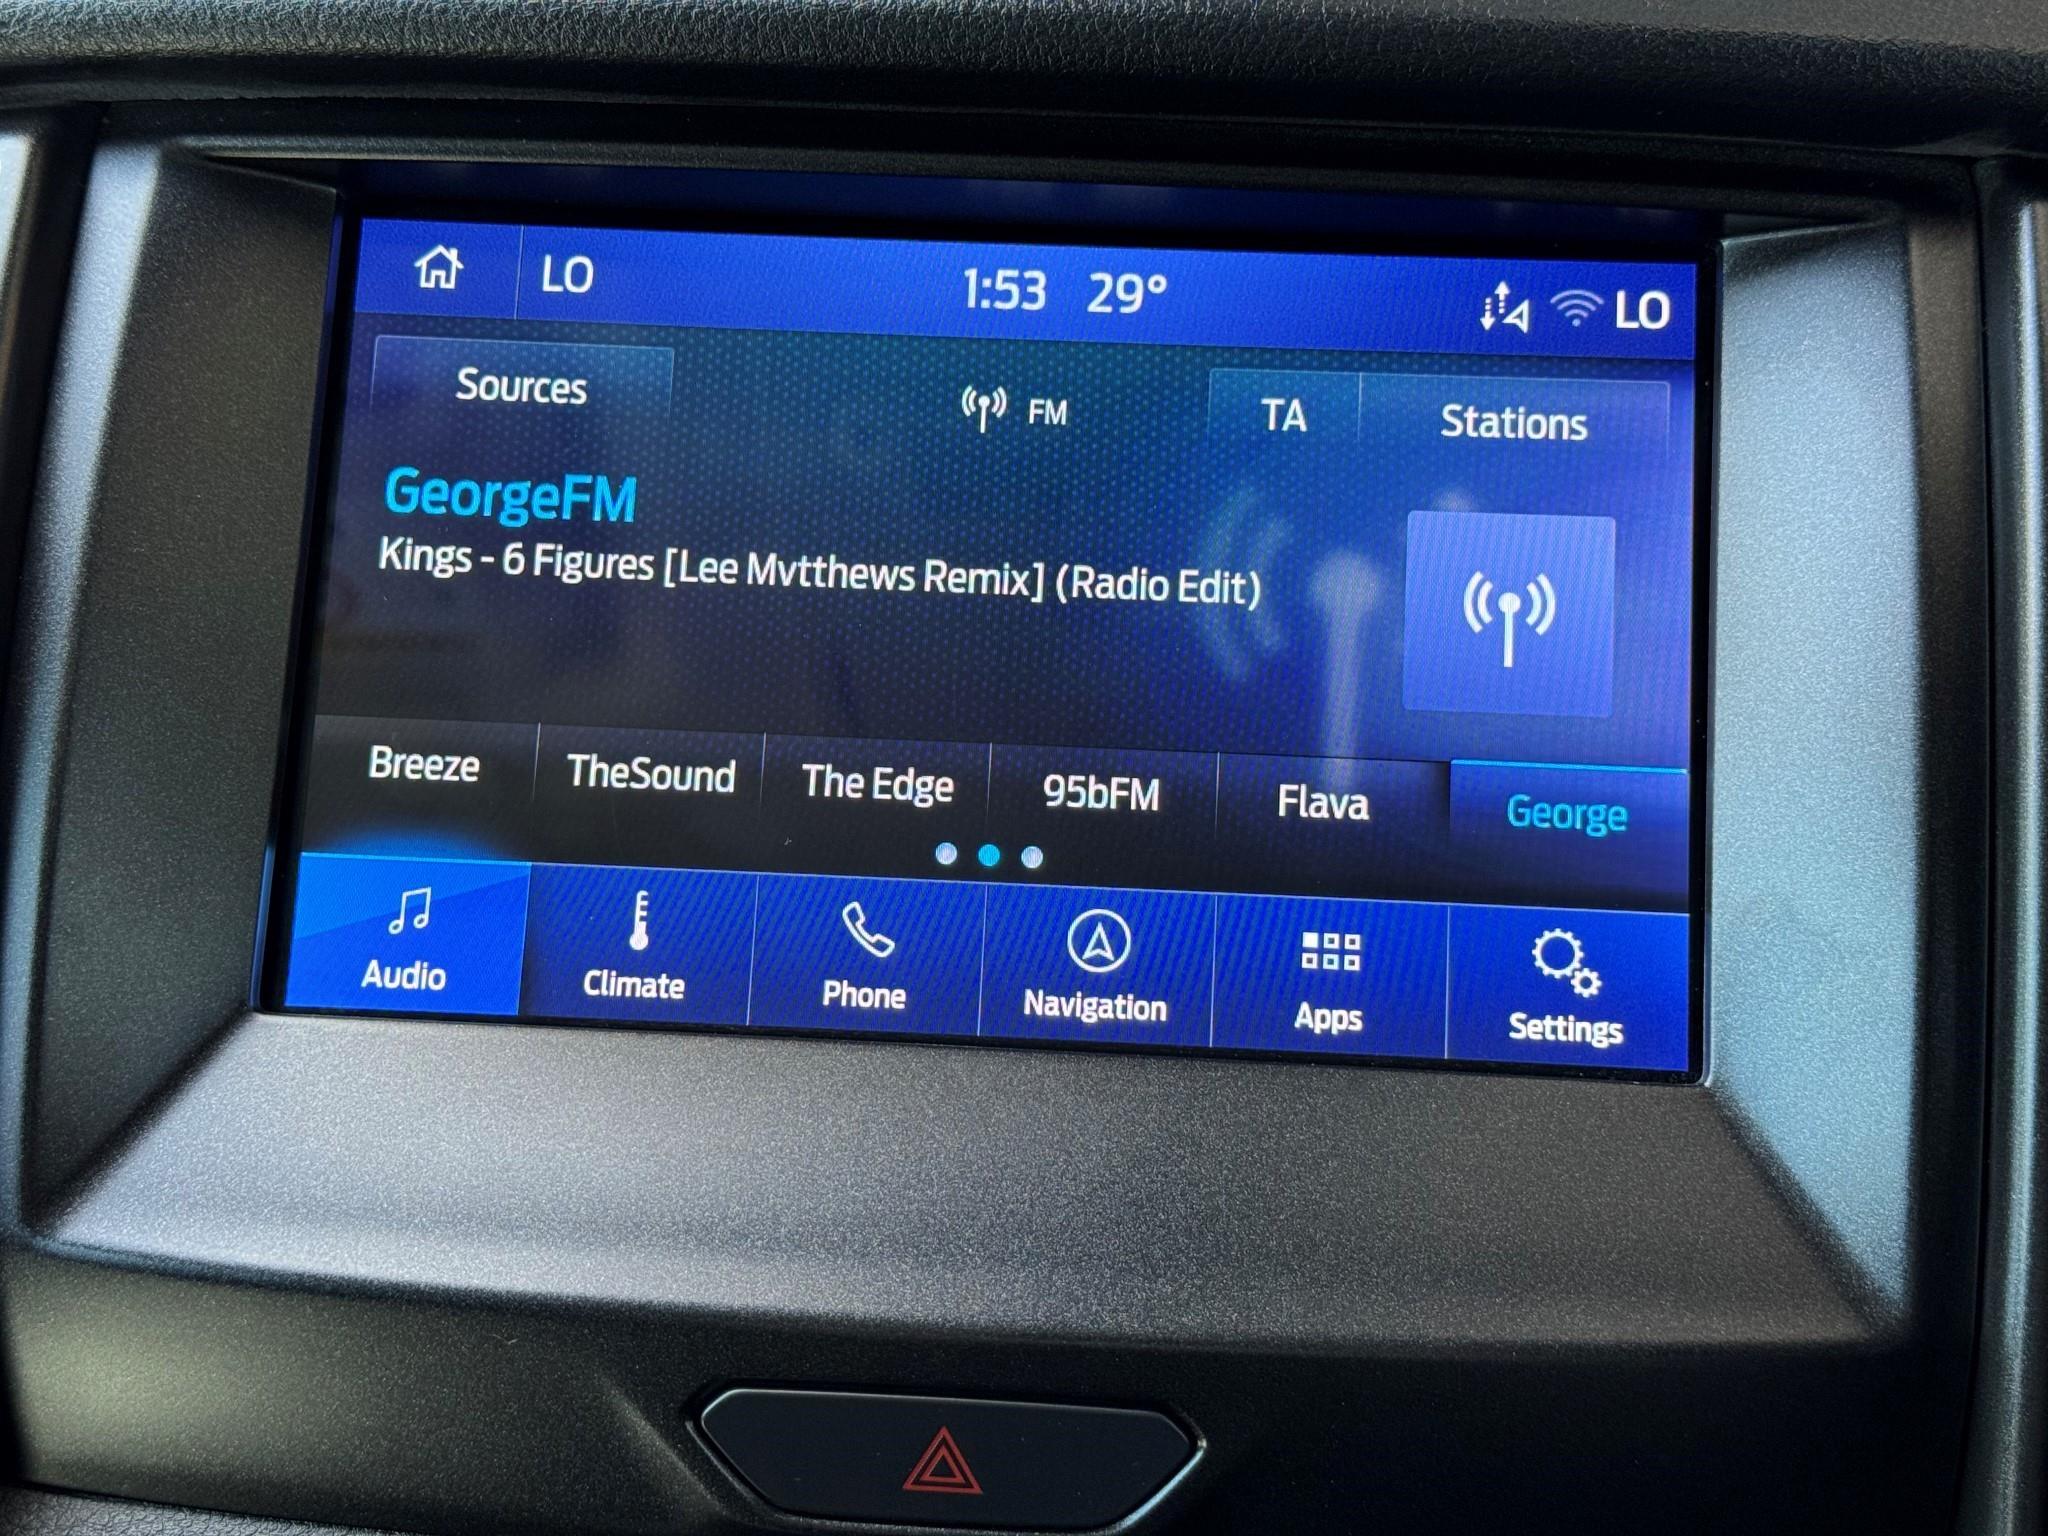 LO 1:53 29° LO
Sources FM TA Stations
GeorgeFM
Kings - 6 Figures [Lee Mvtthews Remix] (Radio Edit)
Breeze TheSound The Edge 95bFM Flava George
Audio Climate Phone Navigation Apps Settings